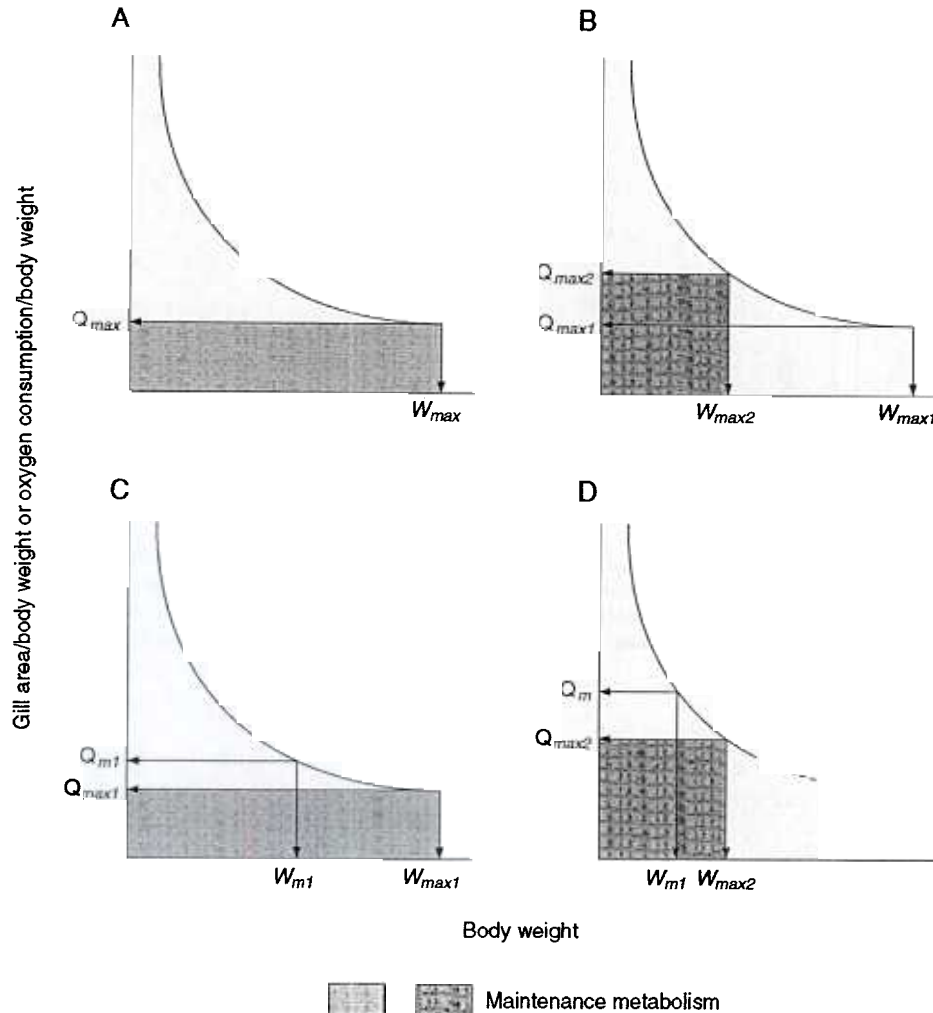 A
B
Gill area/body weight or oxygen consumption/body weight
Qmax
Wmax
Qmax2
Qmax1
Wmax2
Wmax1
C
D
Qm1
Qmax1
Wm1
Wmax1
Qm
Qmax2
Wm1
Wmax2
Body weight
Maintenance metabolism